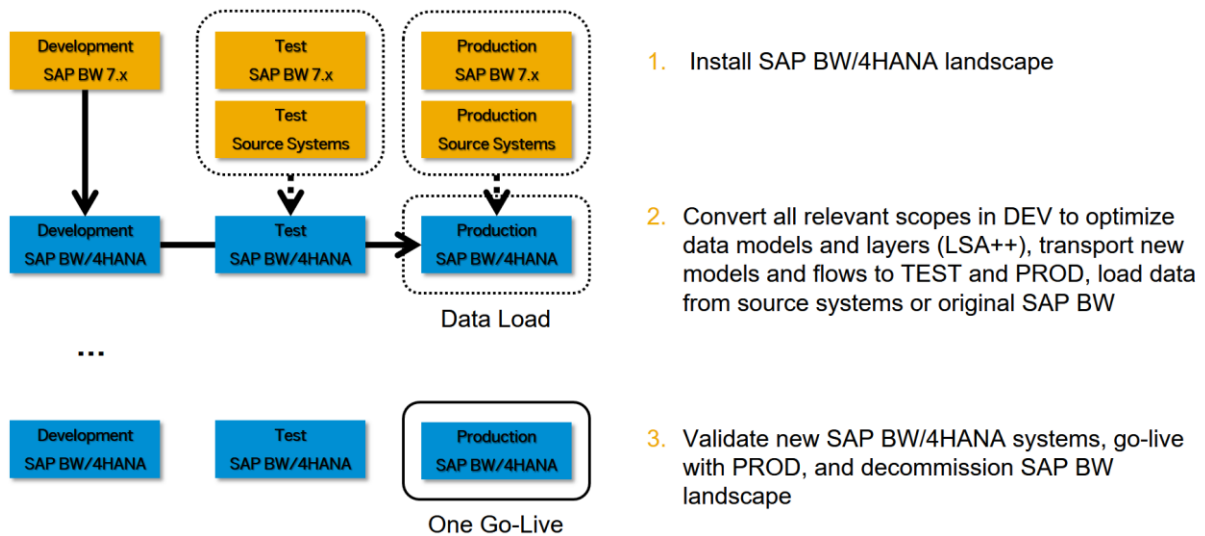 Development
SAP BW 7.x
Test
SAP BW 7.x
Production
SAP BW 7.x
1. Install SAP BW/4HANA landscape
Test
Source Systems
Production
Source Systems
Development
SAP BW/4HANA
Test
SAP BW/4HANA
Production
SAP BW/4HANA
Data Load
2. Convert all relevant scopes in DEV to optimize
data models and layers (LSA++), transport new
models and flows to TEST and PROD, load data
from source systems or original SAP BW
...
Development
SAP BW/4HANA
Test
SAP BW/4HANA
Production
SAP BW/4HANA
One Go-Live
3. Validate new SAP BW/4HANA systems, go-live
with PROD, and decommission SAP BW
landscape